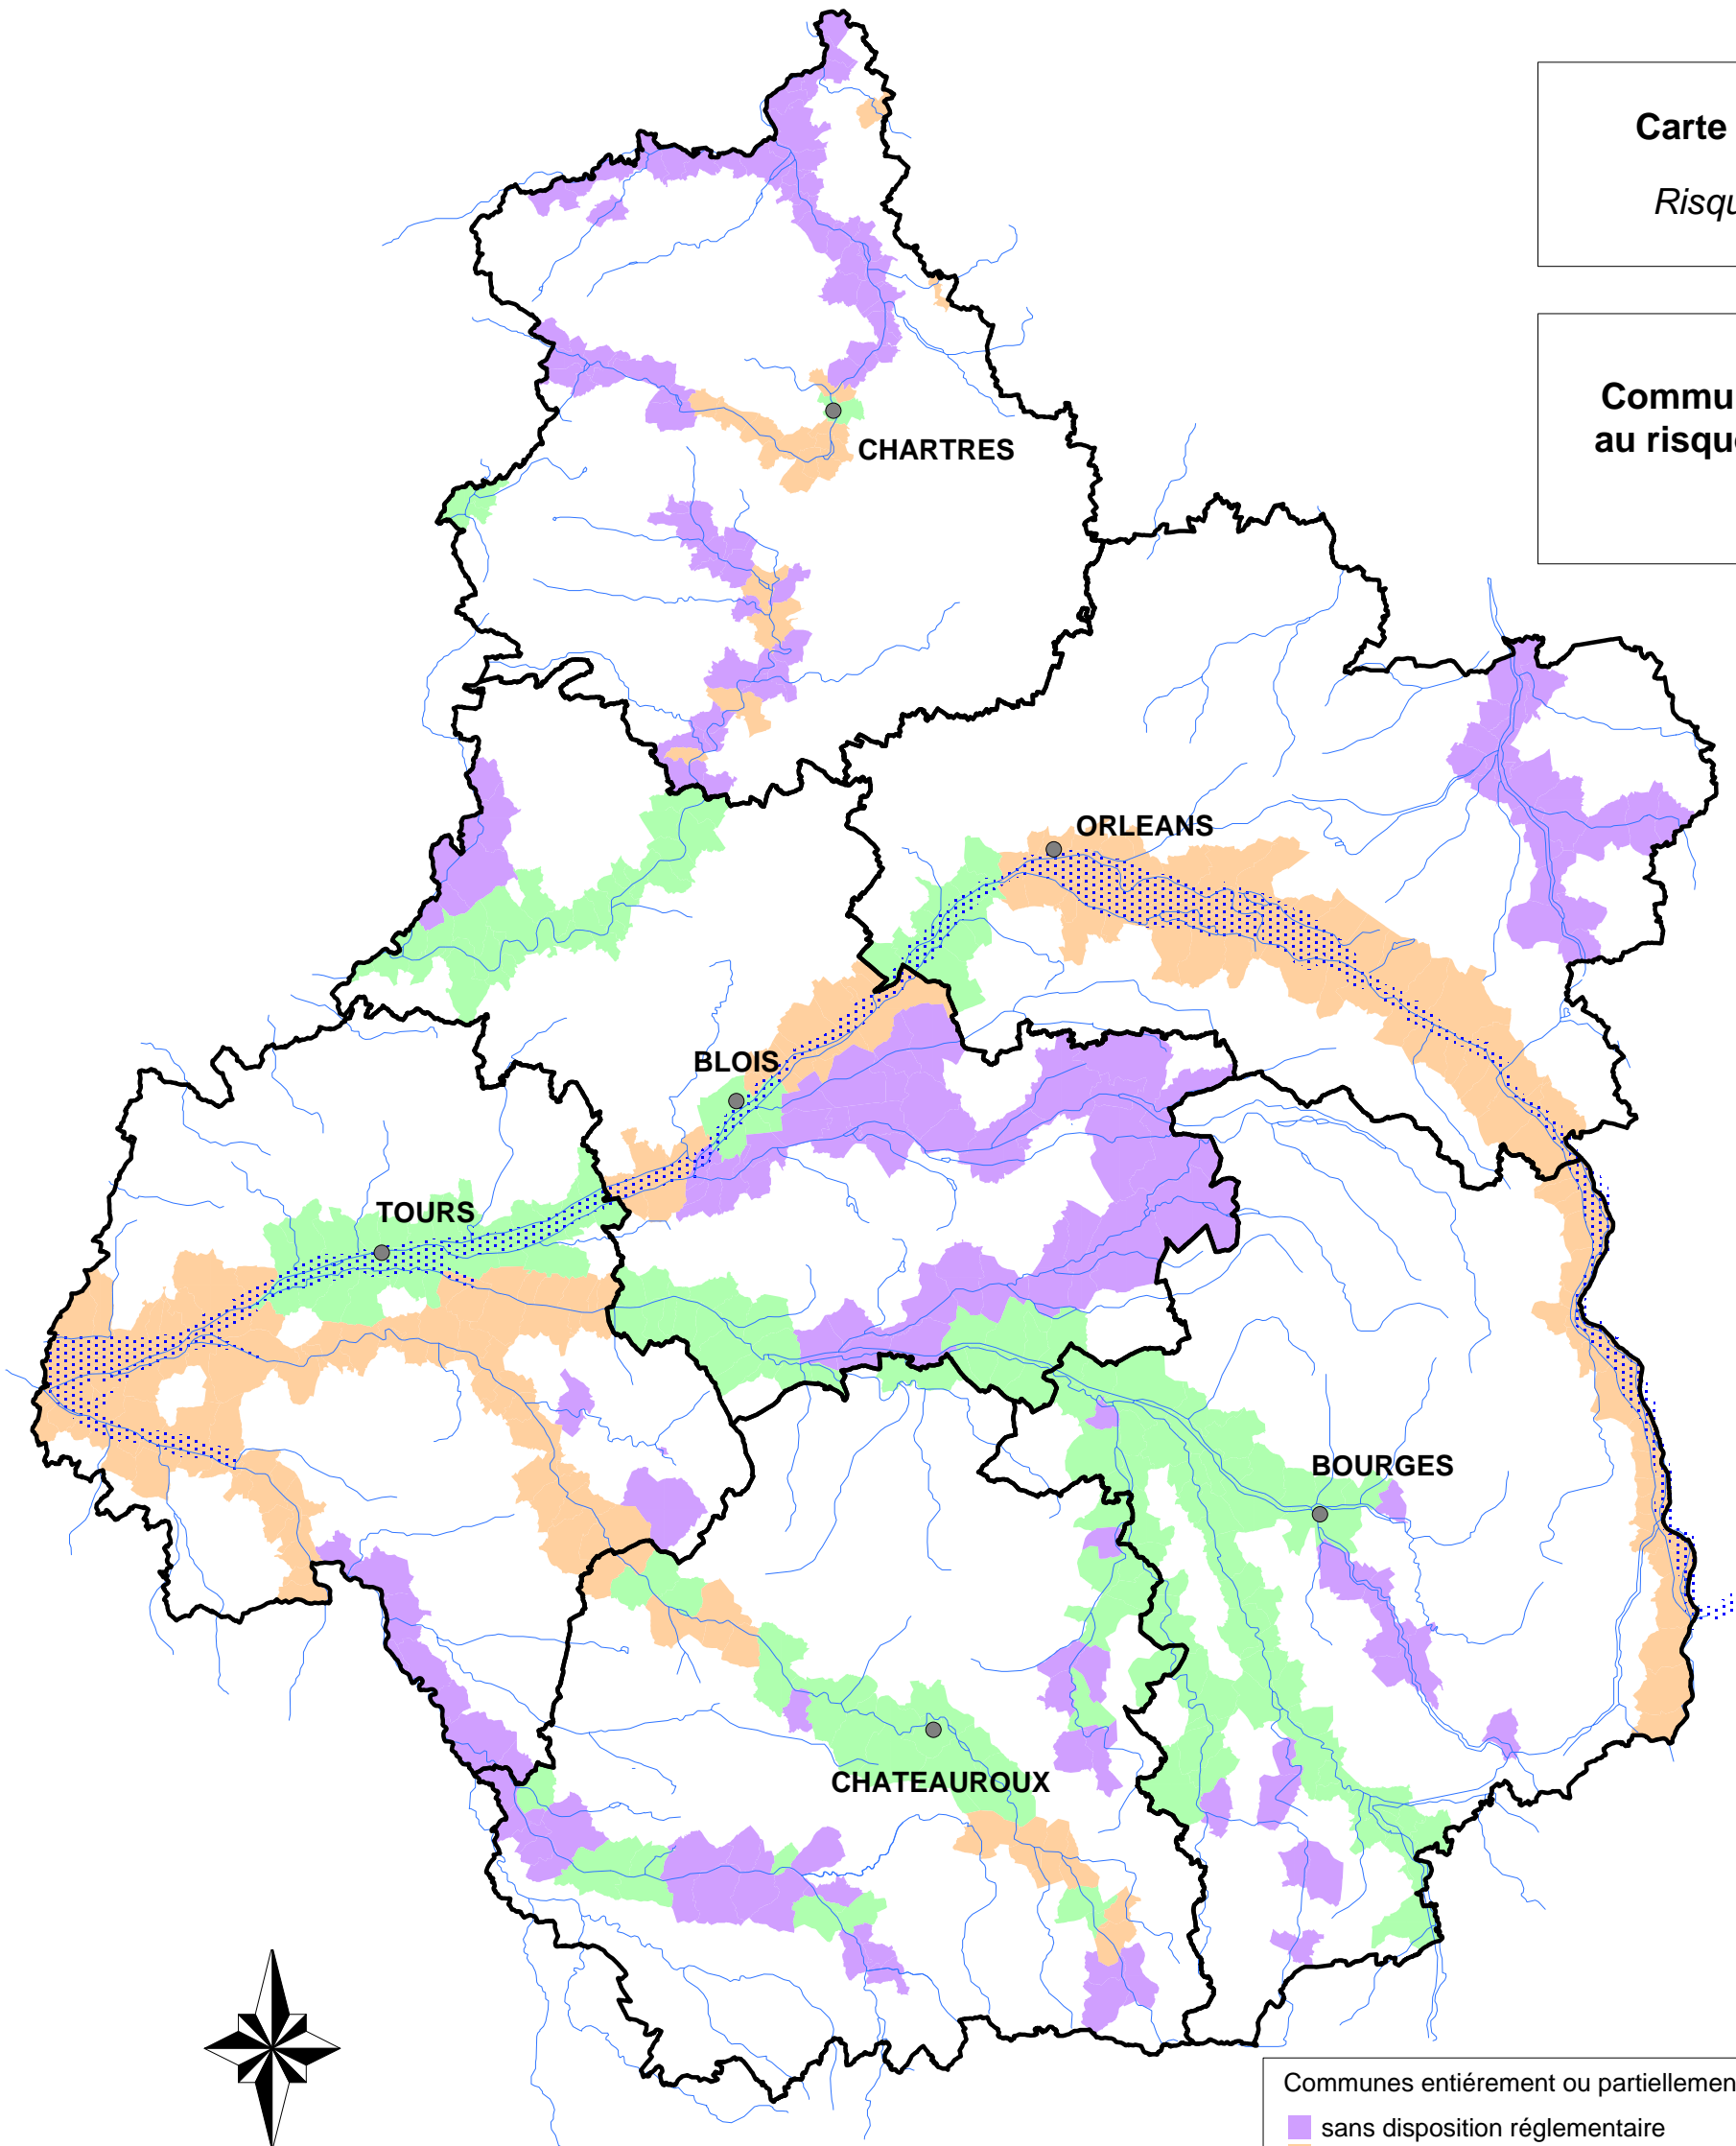 Carte
Risqu
Commu
au risqu
CHARTRES
ORLEANS
BLOIS
TOURS
BOURGES
CHATEAUROUX
Communes entiérement ou partiellemen
sans disposition réglementaire